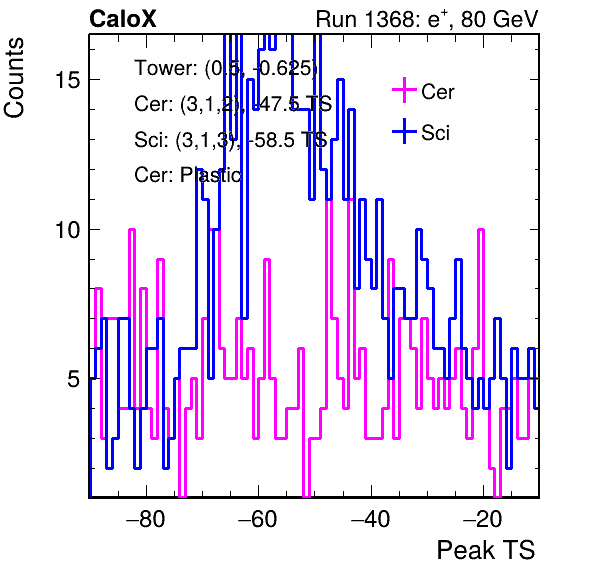 CaloX Run 1368: e⁺, 80 GeV
Counts
Tower: (0.5, -0.625)
Cer: (3,1,2), -47.5 TS
Sci: (3,1,3), -58.5 TS
Cer: Plastic
Cer
Sci
15
10
5
−80 −60 −40 −20
Peak TS